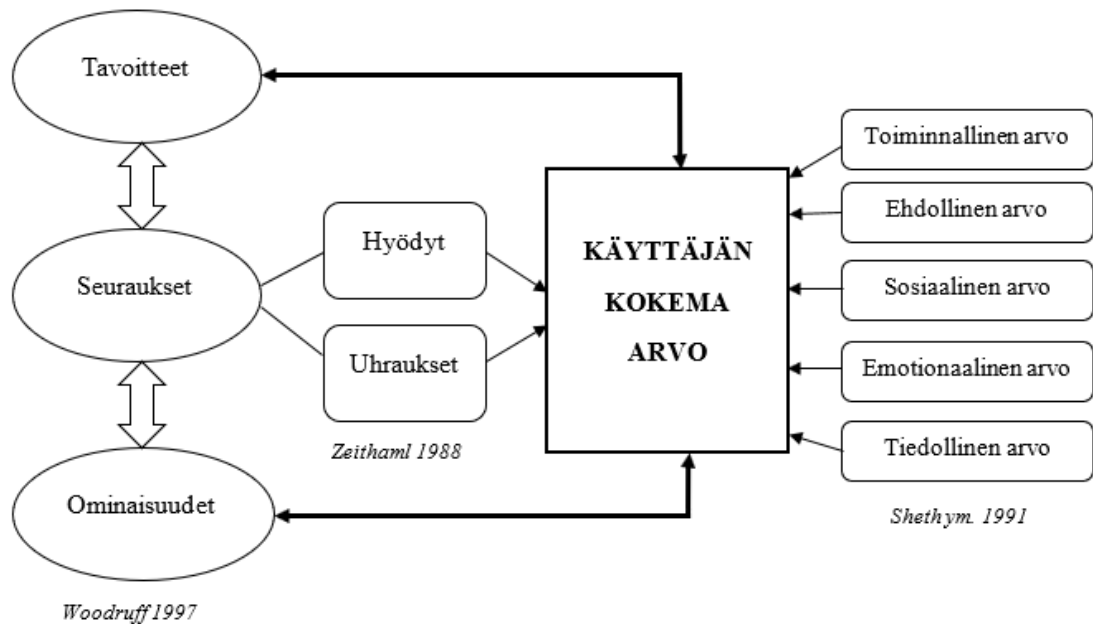 Tavoitteet
Seuraukset
Ominaisuudet
Woodruff 1997
Hyödyt
Uhraukset
Zeithaml 1988
KÄYTTÄJÄN
KOKEMA
ARVO
Toiminnallinen arvo
Ehdollinen arvo
Sosiaalinen arvo
Emotionaalinen arvo
Tiedollinen arvo
Sheth ym. 1991